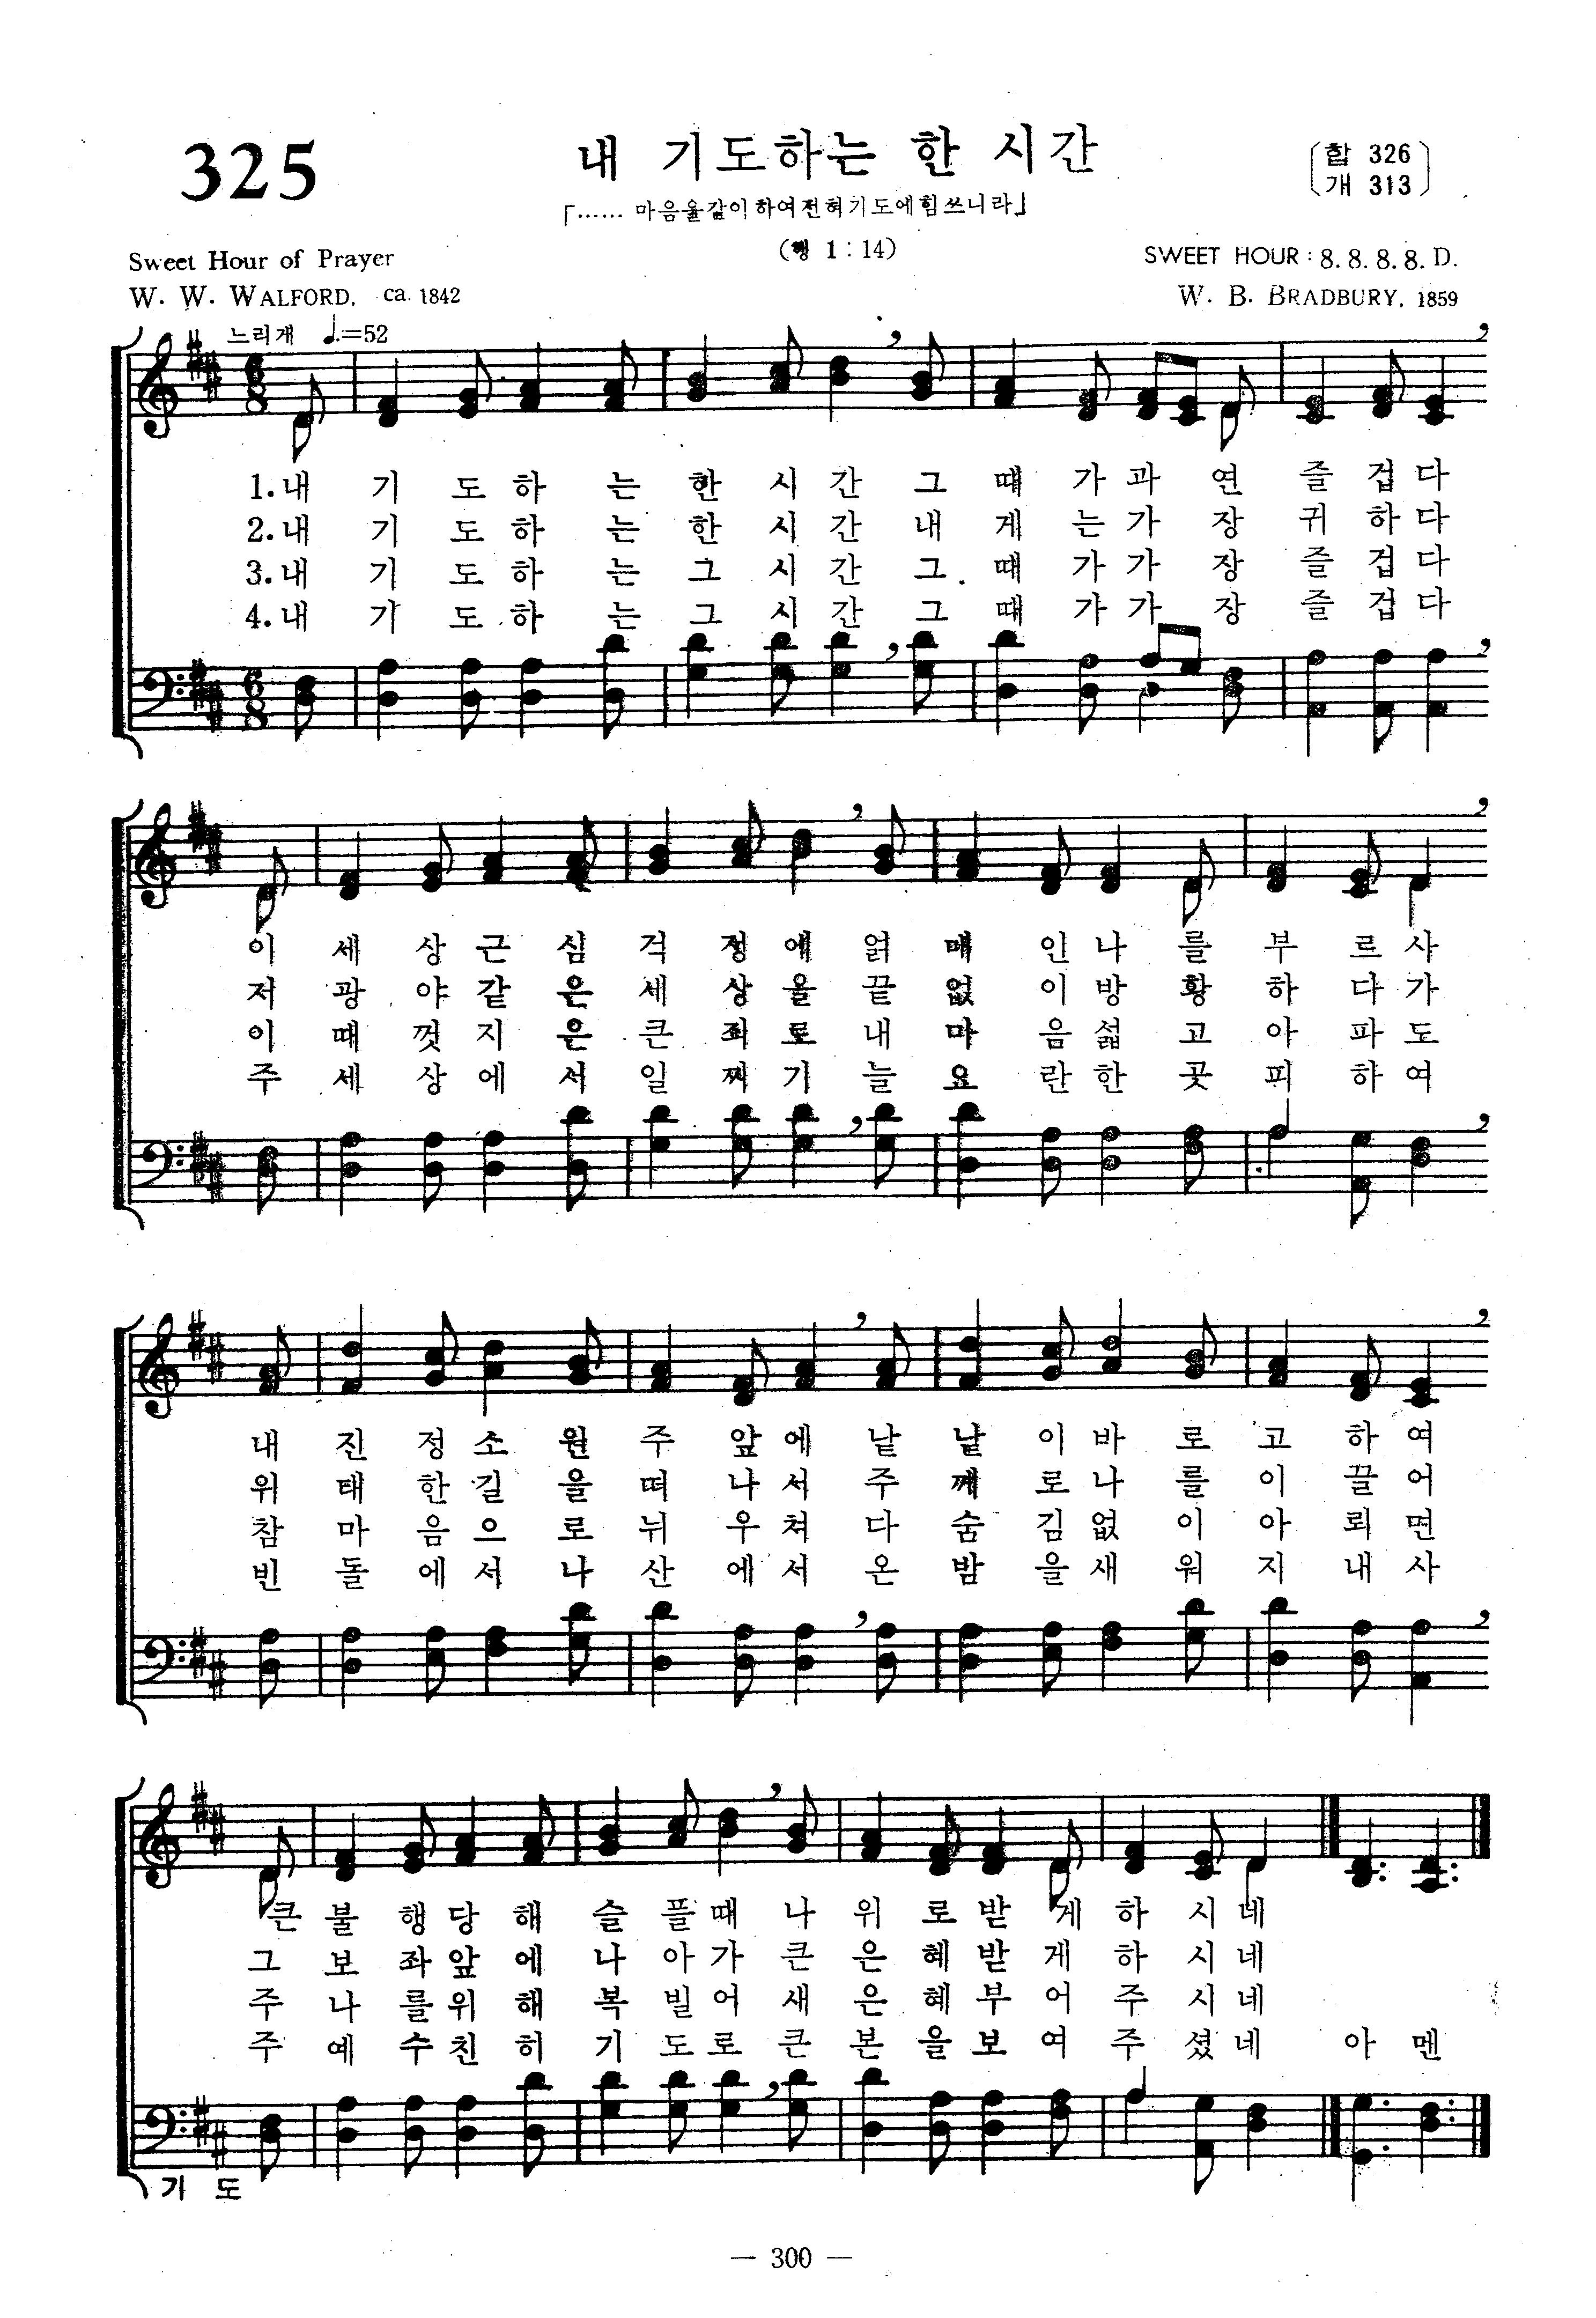 325
내 기도하는 한 시간
합 326
개 313
「…… 마음을같이하여전혀기도에힘쓰니라」
(행 1 : 14)
Sweet Hour of Prayer
SWEET HOUR : 8. 8. 8. 8. D.
W. W. WALFORD, ca. 1842
W. B. BRADBURY, 1859
느리게 ♩.=52
1.내 기 도 하 는 한 시 간 그 때 가 과 연 즐 겁 다
2.내 기 도 하 는 한 시 간 내 게 는 가 장 귀 하 다
3.내 기 도 하 는 그 시 간 그 때 가 가 장 즐 겁 다
4.내 기 도 하 는 그 시 간 그 때 가 가 장 즐 겁 다
이 세 상 근 심 걱 정 에 얽 매 인 나 를 부 르 사
저 광 야 같 은 세 상 을 끝 없 이 방 황 하 다 가
이 때 껏 지 은 큰 죄 로 내 마 음 섧 고 아 파 도
주 세 상 에 서 일 찌 기 늘 요 란 한 곳 피 하 여
내 진 정 소 원 주 앞 에 낱 낱 이 바 로 고 하 여
위 태 한 길 을 떠 나 서 주 께 로 나 를 이 끌 어
참 마 음 으 로 뉘 우 쳐 다 숨 김 없 이 아 뢰 면
빈 들 에 서 나 산 에 서 온 밤 을 새 워 지 내 사
큰 불 행 당 해 슬 플 때 나 위 로 받 게 하 시 네
그 보 좌 앞 에 나 아 가 큰 은 혜 받 게 하 시 네
주 나 를 위 해 복 빌 어 새 은 혜 부 어 주 시 네
주 예 수 친 히 기 도 로 큰 본 을 보 여 주 셨 네 아 멘
기 도
— 300 —